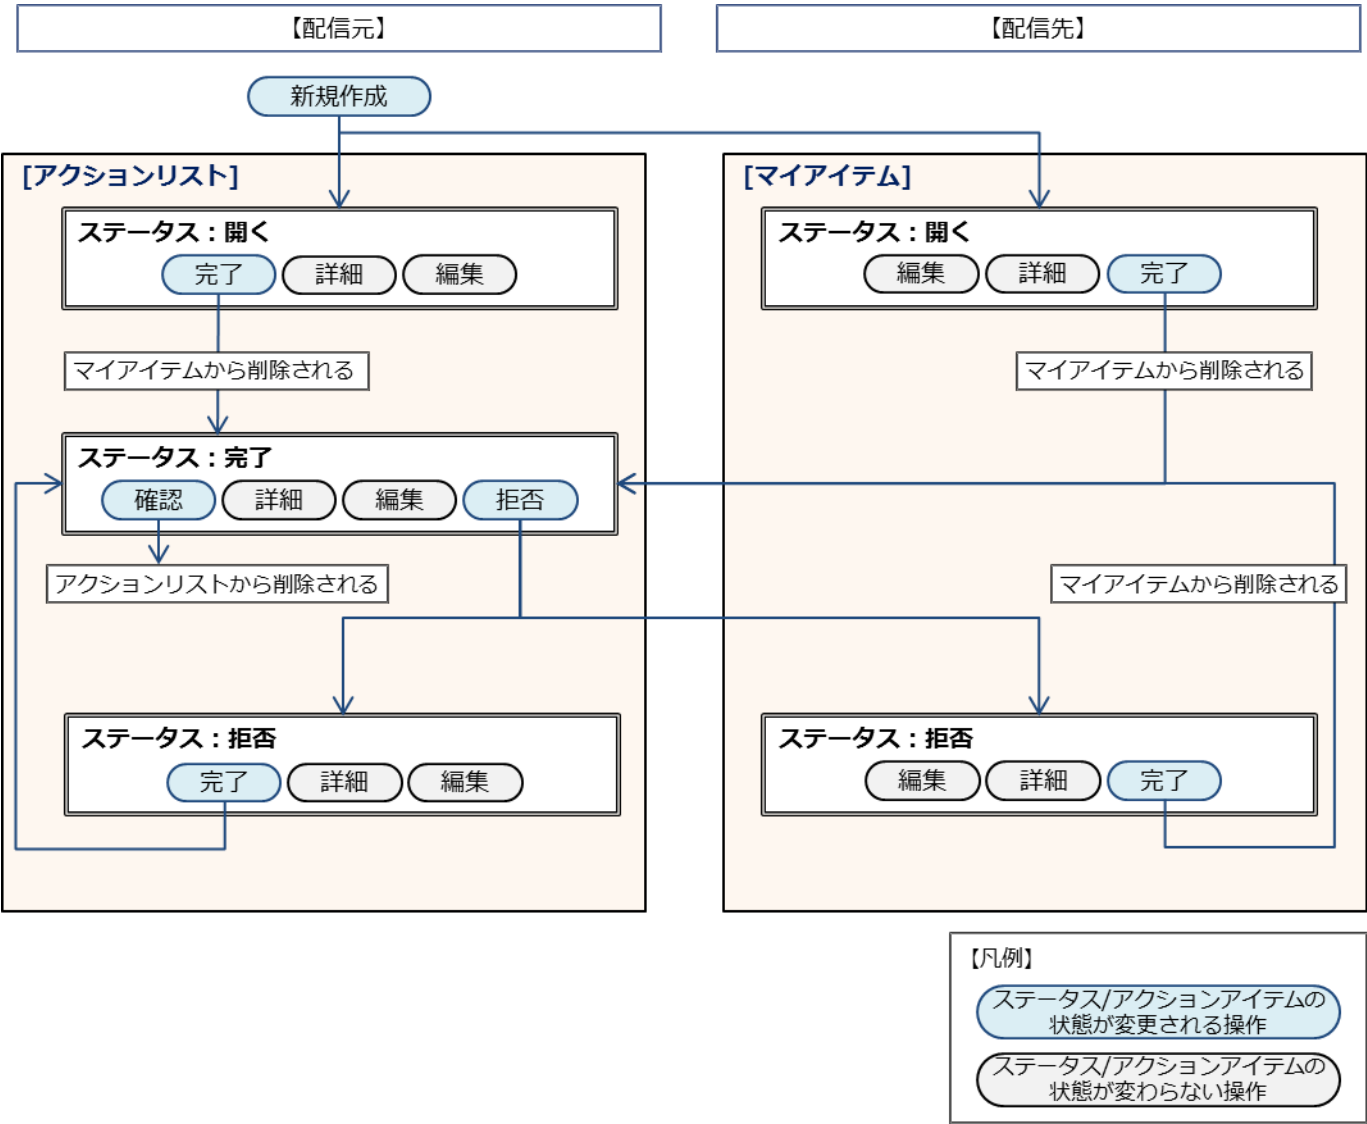 【配信元】
【配信先】
新規作成
[アクションリスト]
ステータス：開く
完了 詳細 編集
マイアイテムから削除される
ステータス：完了
確認 詳細 編集 拒否
アクションリストから削除される
ステータス：拒否
完了 詳細 編集
[マイアイテム]
ステータス：開く
編集 詳細 完了
マイアイテムから削除される
マイアイテムから削除される
ステータス：拒否
編集 詳細 完了
【凡例】
ステータス/アクションアイテムの
状態が変更される操作
ステータス/アクションアイテムの
状態が変わらない操作